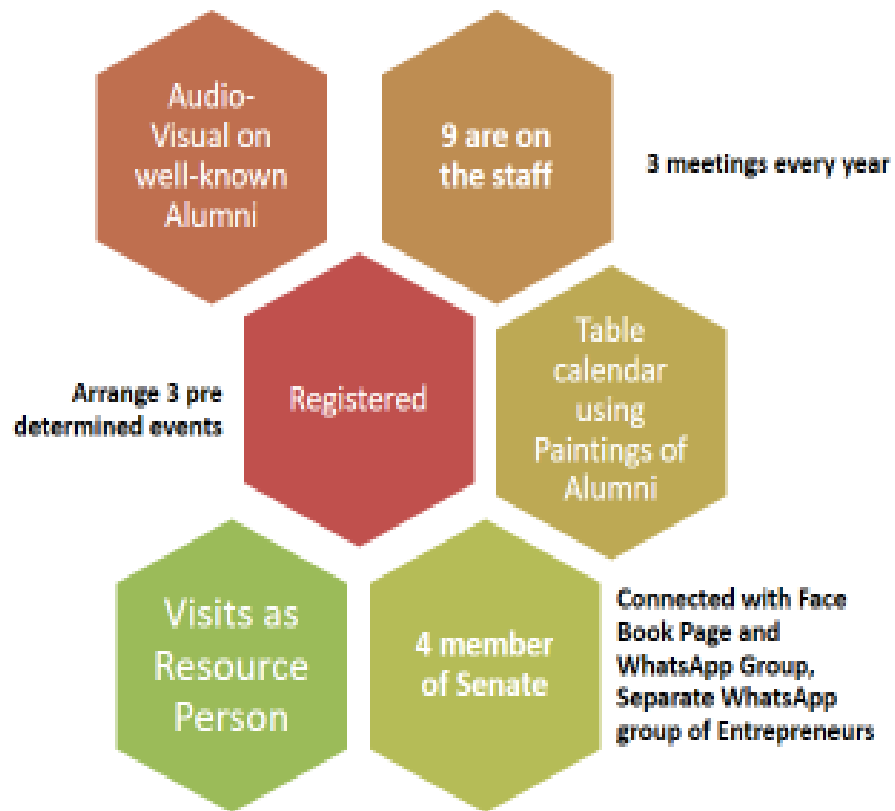 Audio-
Visual on
well-known
Alumni
9 are on
the staff
3 meetings every year
Arrange 3 pre
determined events
Registered
Table
calendar
using
Paintings of
Alumni
Visits as
Resource
Person
4 member
of Senate
Connected with Face
Book Page and
WhatsApp Group,
Separate WhatsApp
group of Entrepreneurs